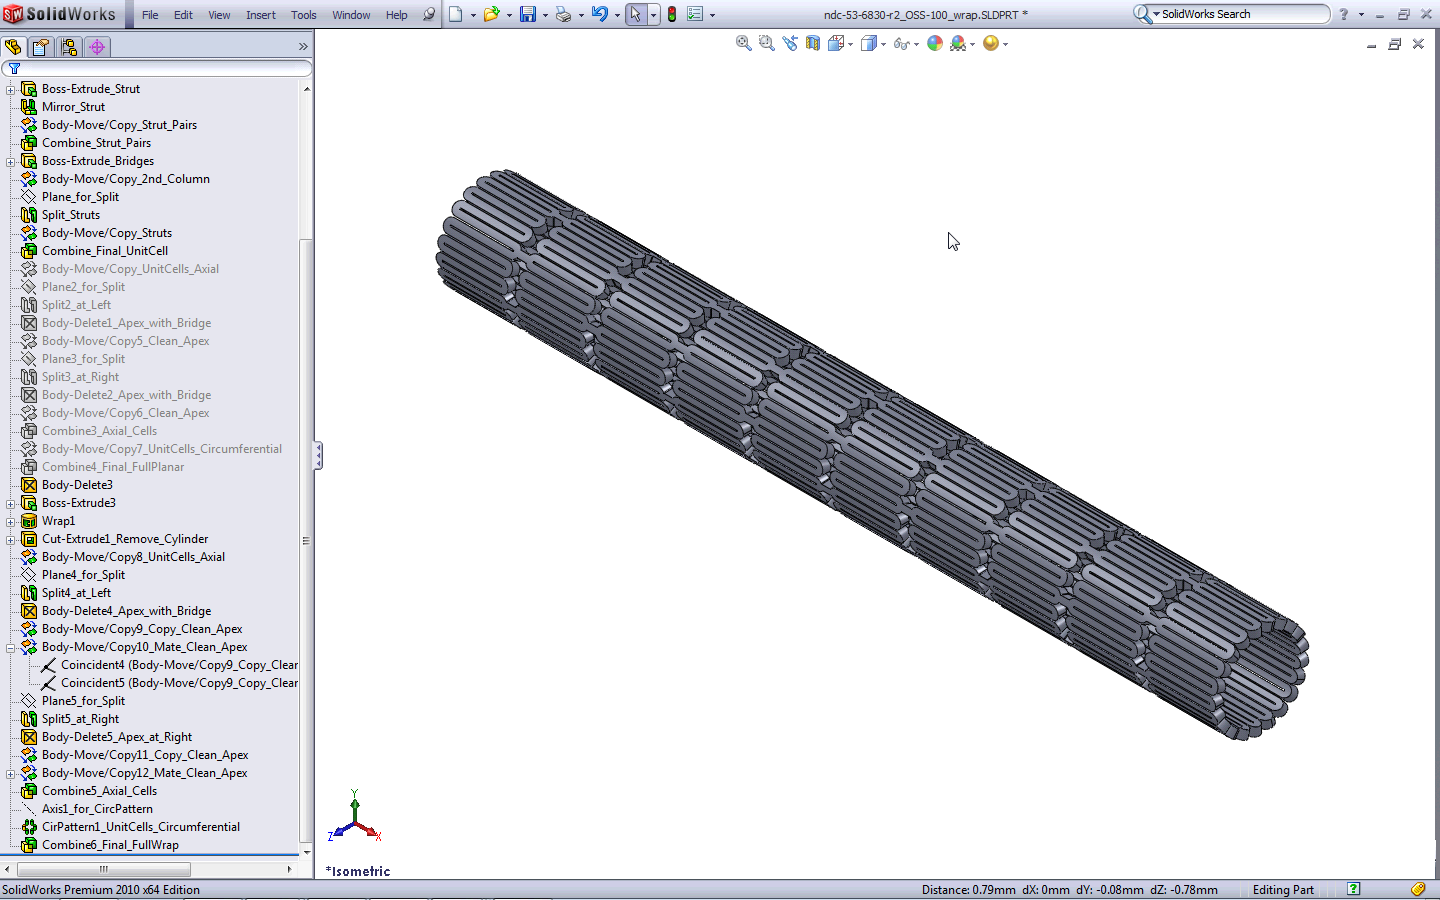 SolidWorks File Edit View Insert Tools Window Help ndc-53-6830-r2_OSS-100_wrap.SLDPRT * SolidWorks Search
Boss-Extrude_Strut
Mirror_Strut
Body-Move/Copy_Strut_Pairs
Combine_Strut_Pairs
Boss-Extrude_Bridges
Body-Move/Copy_2nd_Column
Plane_for_Split
Split_Struts
Body-Move/Copy_Struts
Combine_Final_UnitCell
Body-Move/Copy_UnitCells_Axial
Plane2_for_Split
Split2_at_Left
Body-Delete1_Apex_with_Bridge
Body-Move/Copy5_Clean_Apex
Plane3_for_Split
Split3_at_Right
Body-Delete2_Apex_with_Bridge
Body-Move/Copy6_Clean_Apex
Combine3_Axial_Cells
Body-Move/Copy7_UnitCells_Circumferential
Combine4_Final_FullPlanar
Body-Delete3
Boss-Extrude3
Wrap1
Cut-Extrude1_Remove_Cylinder
Body-Move/Copy8_UnitCells_Axial
Plane4_for_Split
Split4_at_Left
Body-Delete4_Apex_with_Bridge
Body-Move/Copy9_Copy_Clean_Apex
Body-Move/Copy10_Mate_Clean_Apex
Coincident4 (Body-Move/Copy9_Copy_Clear
Coincident5 (Body-Move/Copy9_Copy_Clear
Plane5_for_Split
Split5_at_Right
Body-Delete5_Apex_at_Right
Body-Move/Copy11_Copy_Clean_Apex
Body-Move/Copy12_Mate_Clean_Apex
Combine5_Axial_Cells
Axis1_for_CircPattern
CirPattern1_UnitCells_Circumferential
Combine6_Final_FullWrap
Y
Z X
*Isometric
SolidWorks Premium 2010 x64 Edition Distance: 0.79mm dX: 0mm dY: -0.08mm dZ: -0.78mm Editing Part